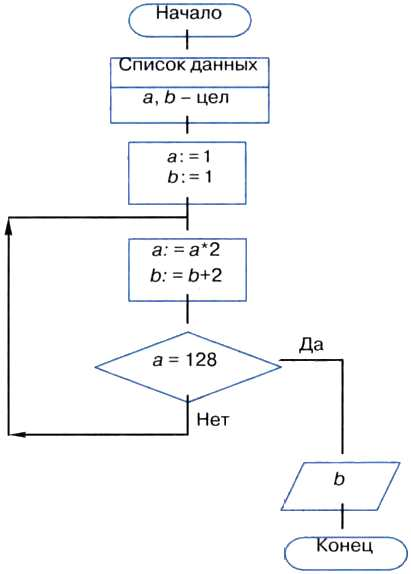 Начало
Список данных
a, b – цел
a: = 1
b: = 1
a: = a*2
b: = b+2
a = 128
Да
Нет
b
Конец